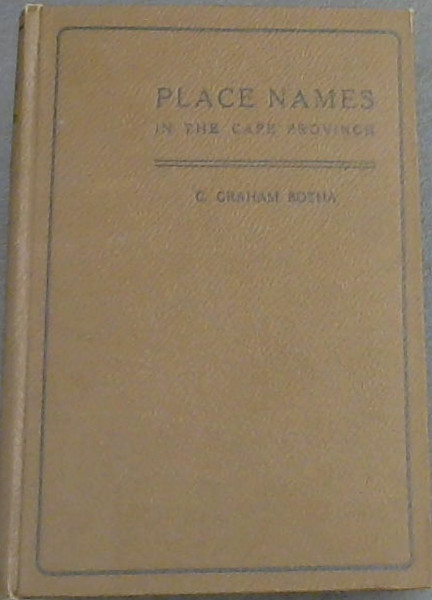 PLACE NAMES
IN THE CAPE PROVINCE
C. GRAHAM BOTHA